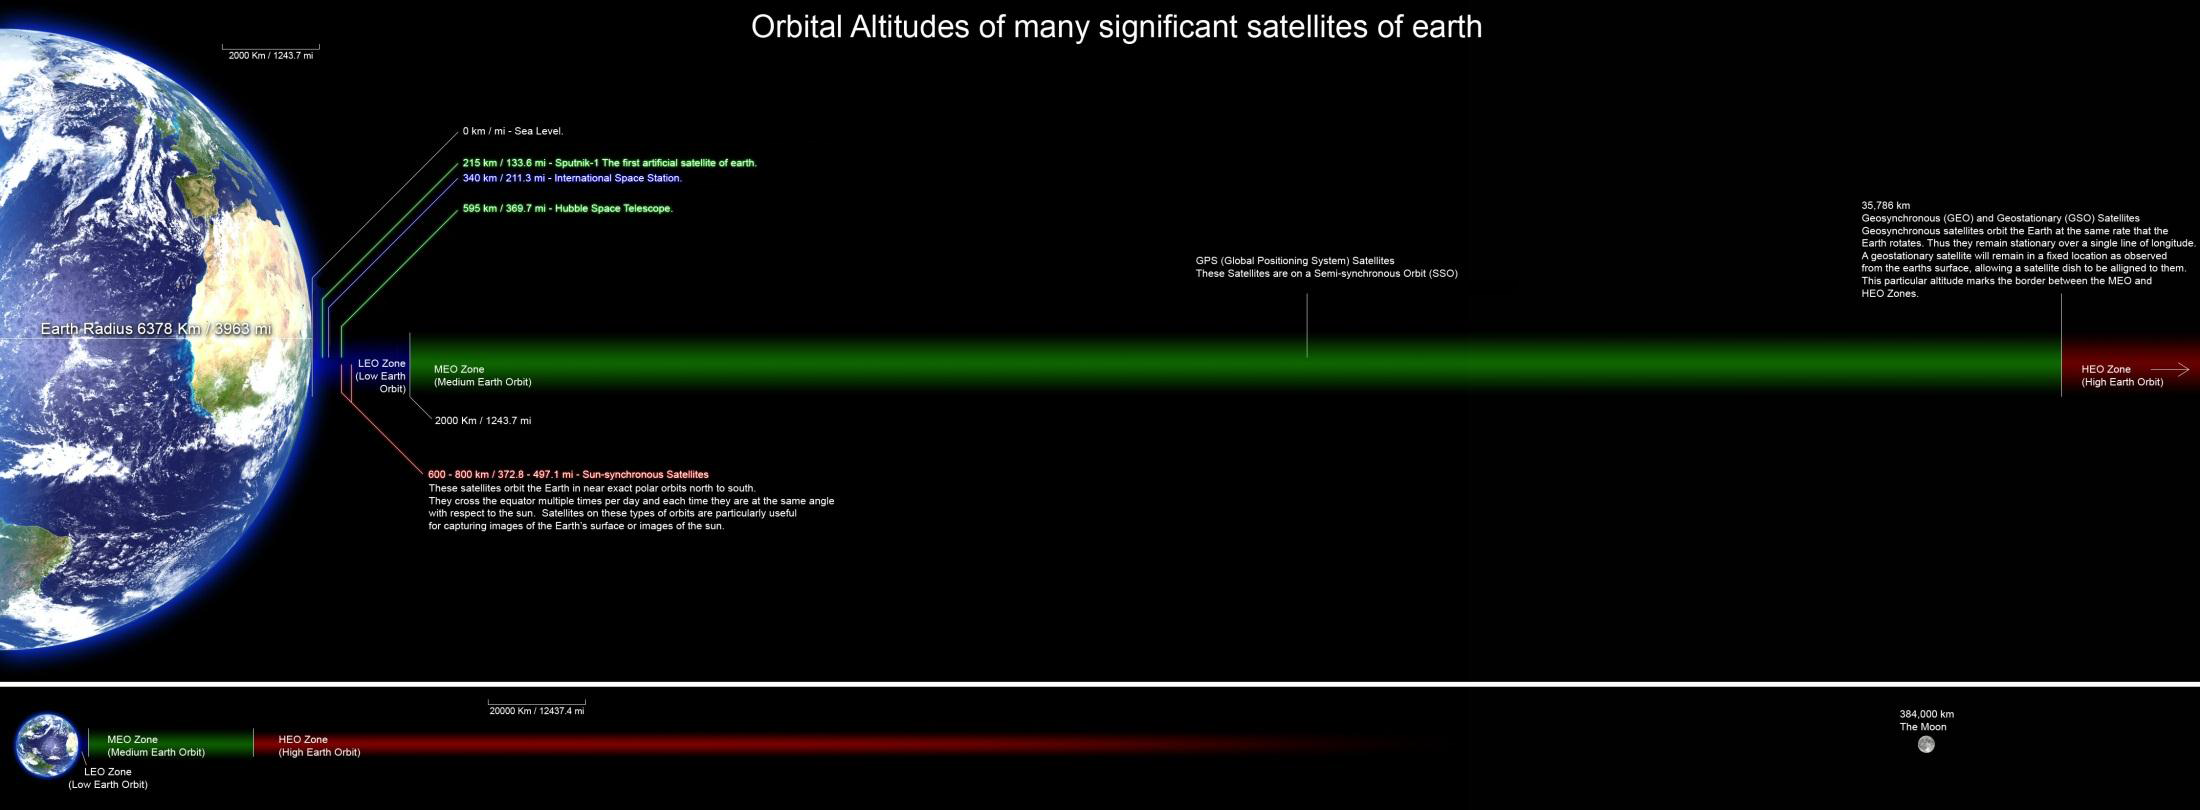 Orbital Altitudes of many significant satellites of earth
2000 Km / 1243.7 mi
0 km / mi - Sea Level.
215 km / 133.6 mi - Sputnik-1 The first artificial satellite of earth.
340 km / 211.3 mi - International Space Station.
595 km / 369.7 mi - Hubble Space Telescope.
35,786 km
Geosynchronous (GEO) and Geostationary (GSO) Satellites
Geosynchronous satellites orbit the Earth at the same rate that the
Earth rotates. Thus they remain stationary over a single line of longitude.
A geostationary satellite will remain in a fixed location as observed
from the earths surface, allowing a satellite dish to be alligned to them.
This particular altitude marks the border between the MEO and
HEO Zones.
GPS (Global Positioning System) Satellites
These Satellites are on a Semi-synchronous Orbit (SSO)
Earth Radius 6378 Km / 3963 mi
LEO Zone
(Low Earth
Orbit)
MEO Zone
(Medium Earth Orbit)
HEO Zone
(High Earth Orbit)
2000 Km / 1243.7 mi
600 - 800 km / 372.8 - 497.1 mi - Sun-synchronous Satellites
These satellites orbit the Earth in near exact polar orbits north to south.
They cross the equator multiple times per day and each time they are at the same angle
with respect to the sun. Satellites on these types of orbits are particularly useful
for capturing images of the Earth's surface or images of the sun.
20000 Km / 12437.4 mi
MEO Zone
(Medium Earth Orbit)
HEO Zone
(High Earth Orbit)
LEO Zone
(Low Earth Orbit)
384,000 km
The Moon